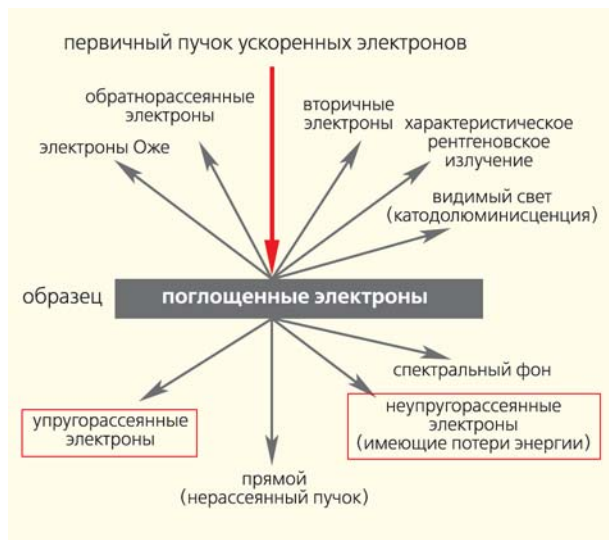 первичный пучок ускоренных электронов
обратнорассеянные
электроны
вторичные
электроны
характеристическое
рентгеновское
излучение
электроны Оже
видимый свет
(катодолюминисценция)
образец
поглощенные электроны
спектральный фон
упругорассеянные
электроны
неупругорассеянные
электроны
(имеющие потери энергии)
прямой
(нерассеянный пучок)